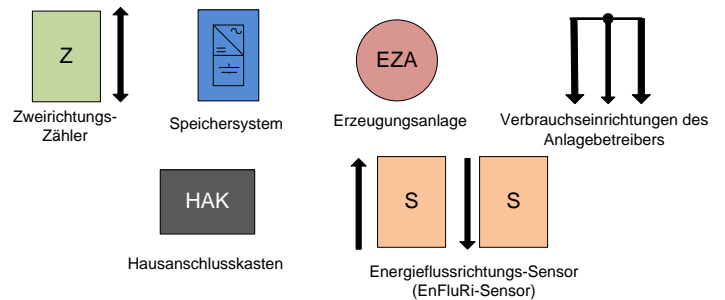 Z
EZA
Zweirichtungs-
Zähler
Speichersystem
Erzeugungsanlage
Verbrauchseinrichtungen des
Anlagebetreibers
HAK
S
S
Hausanschlusskasten
Energieflussrichtungs-Sensor
(EnFluRi-Sensor)